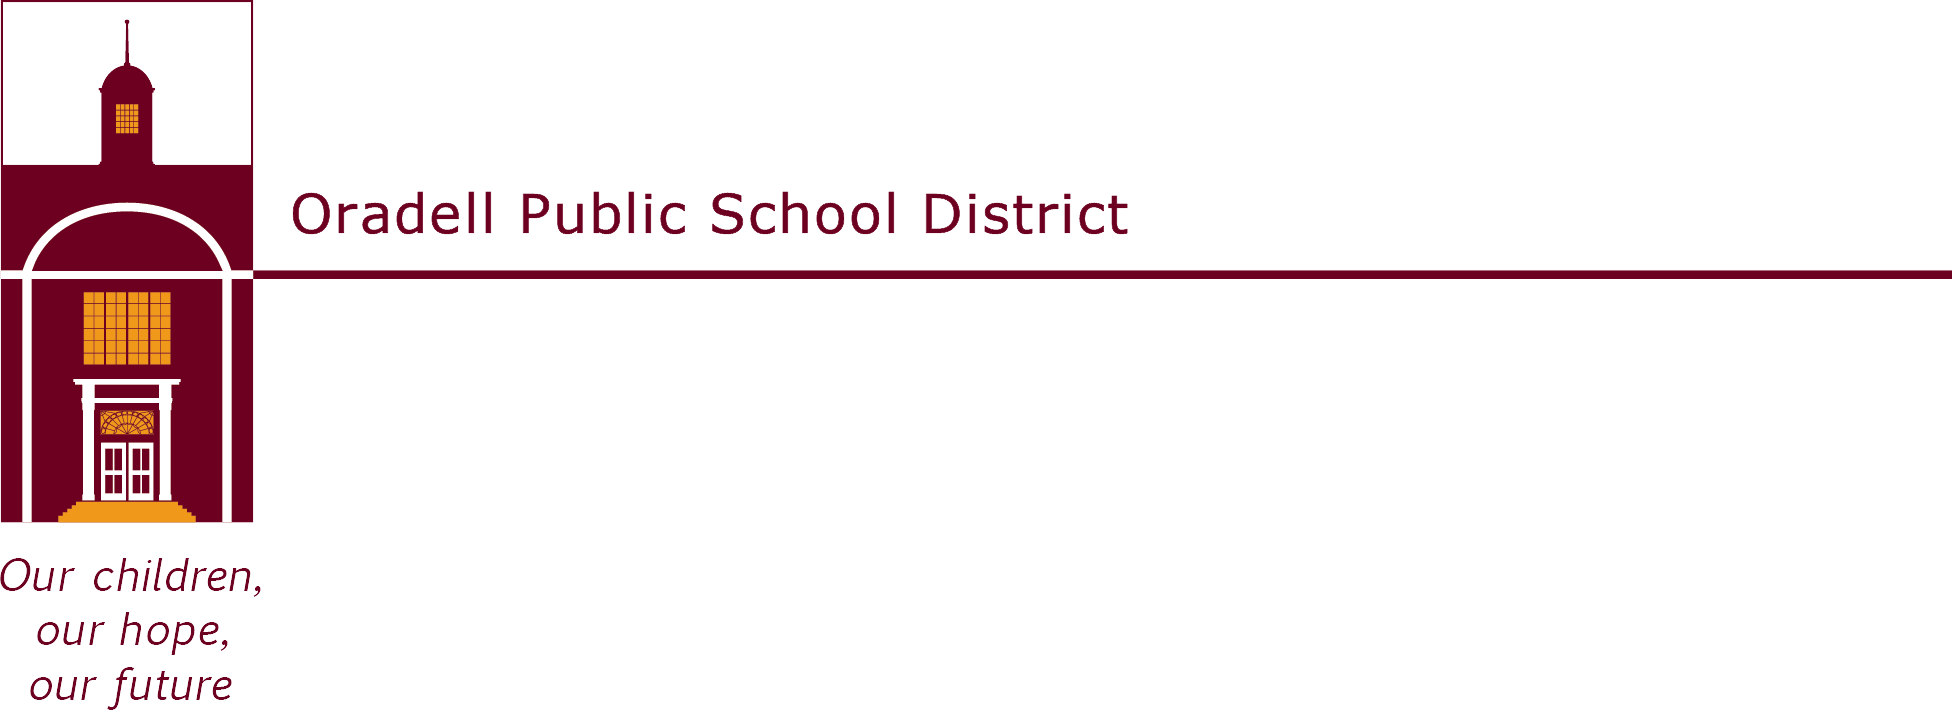 Oradell Public School District
Our children,
our hope,
our future